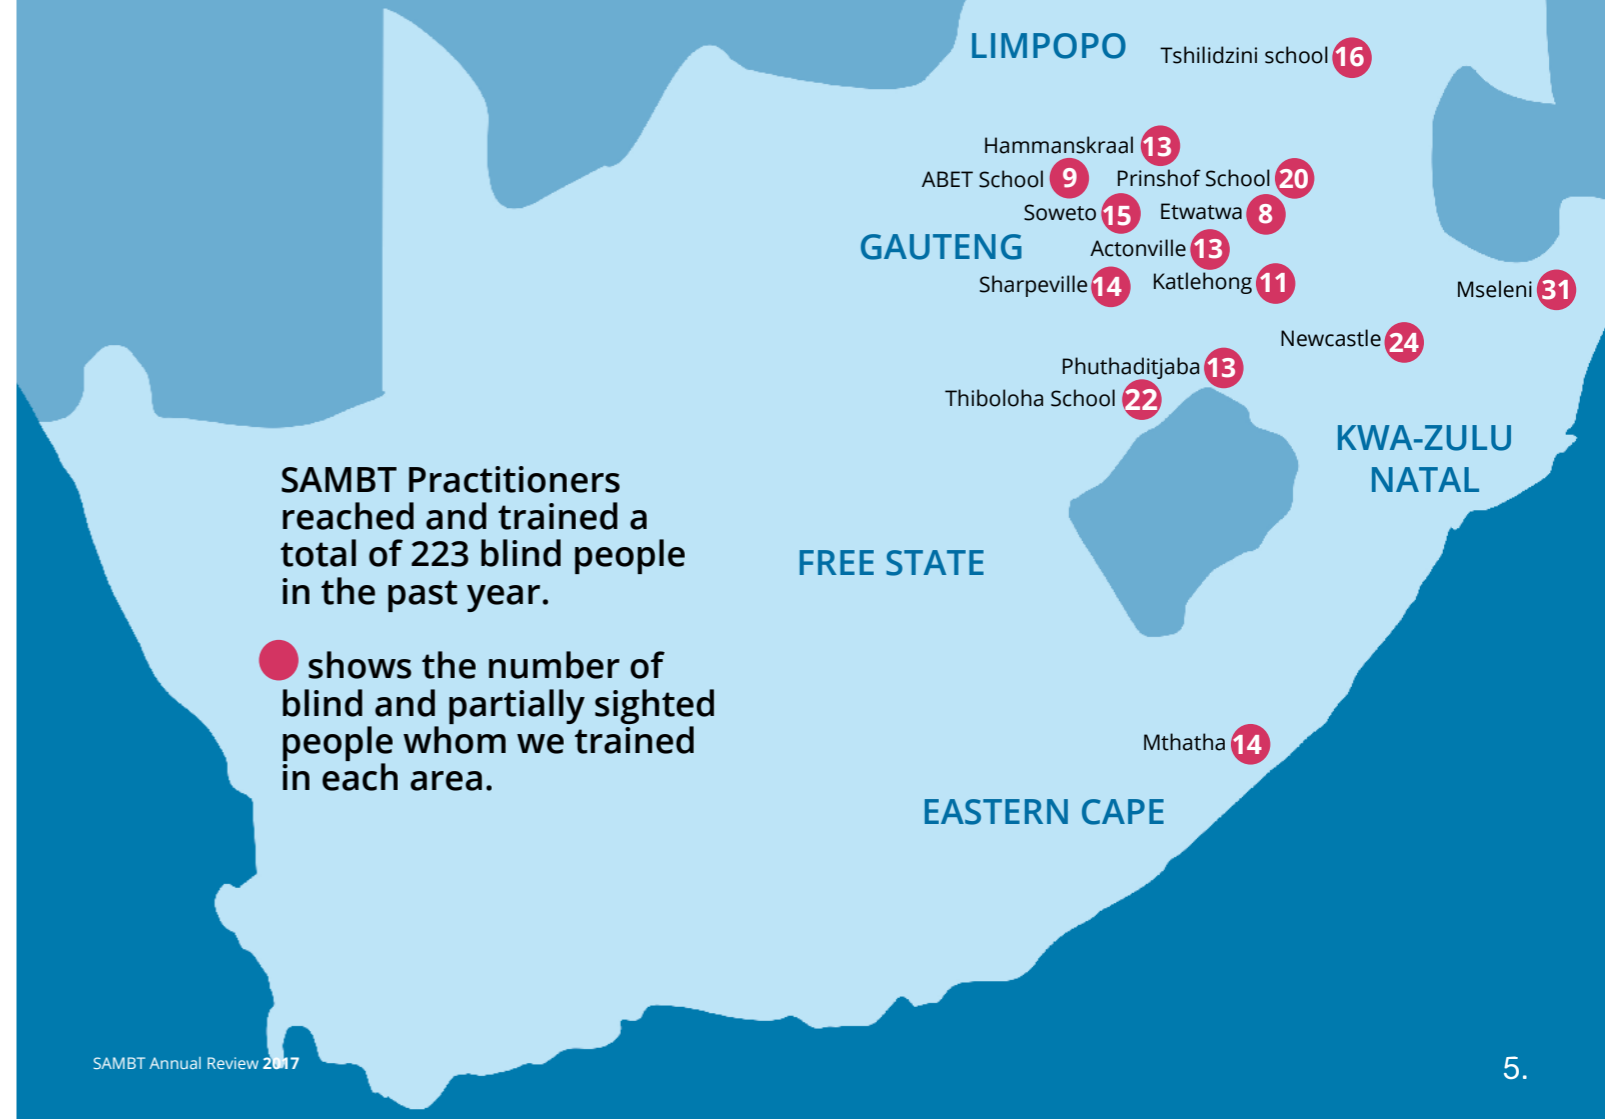 LIMPOPO
Tshilidzini school 16
Hammanskraal 13
ABET School 9
Prinshof School 20
Soweto 15
Etwatwa 8
GAUTENG
Actonville 13
Sharpeville 14
Katlehong 11
Mseleni 31
Newcastle 24
Phuthaditjaba 13
Thiboloha School 22
KWA-ZULU
NATAL
SAMBT Practitioners
reached and trained a
total of 223 blind people
in the past year.
FREE STATE
shows the number of
blind and partially sighted
people whom we trained
in each area.
Mthatha 14
EASTERN CAPE
SAMBT Annual Review 2017
5.